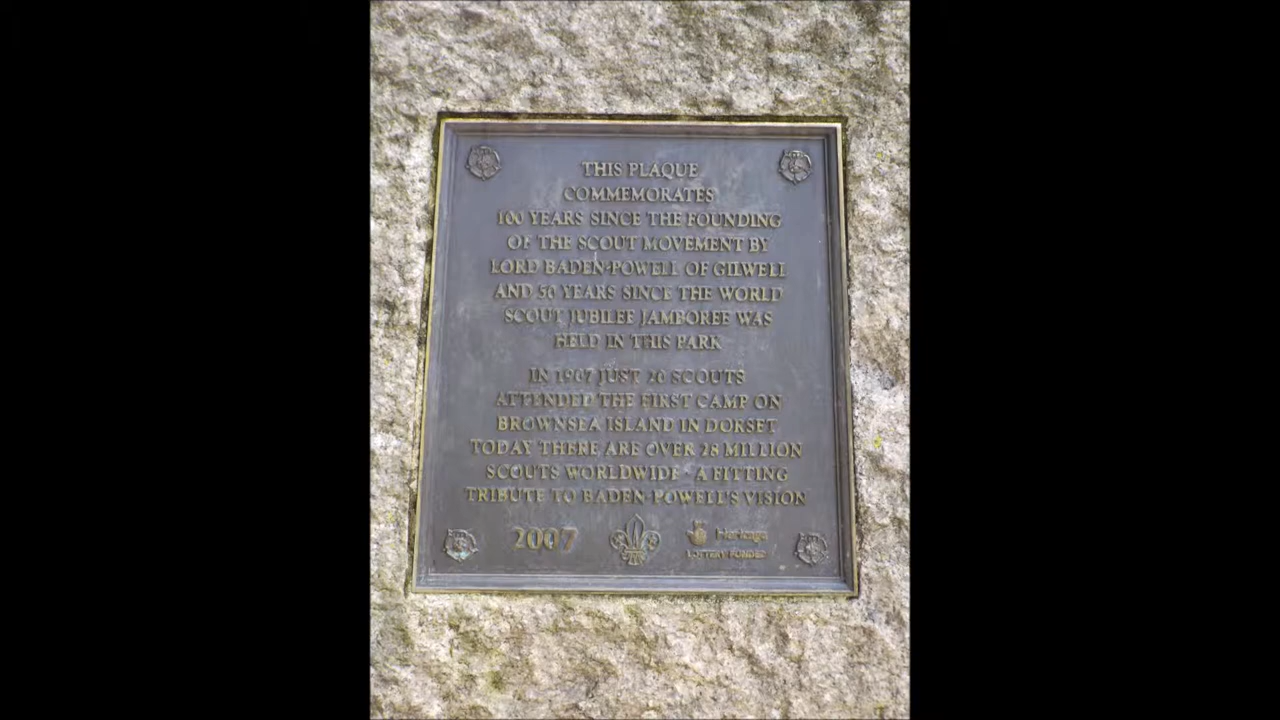 THIS PLAQUE
COMMEMORATES
100 YEARS SINCE THE FOUNDING
OF THE SCOUT MOVEMENT BY
LORD BADEN-POWELL OF GILWELL
AND 50 YEARS SINCE THE WORLD
SCOUT JUBILEE JAMBOREE WAS
HELD IN THIS PARK
IN 1907 JUST 20 SCOUTS
ATTENDED THE FIRST CAMP ON
BROWNSEA ISLAND IN DORSET
TODAY THERE ARE OVER 28 MILLION
SCOUTS WORLDWIDE - A FITTING
TRIBUTE TO BADEN-POWELL'S VISION
2007
Heritage
LOTTERY FUNDED